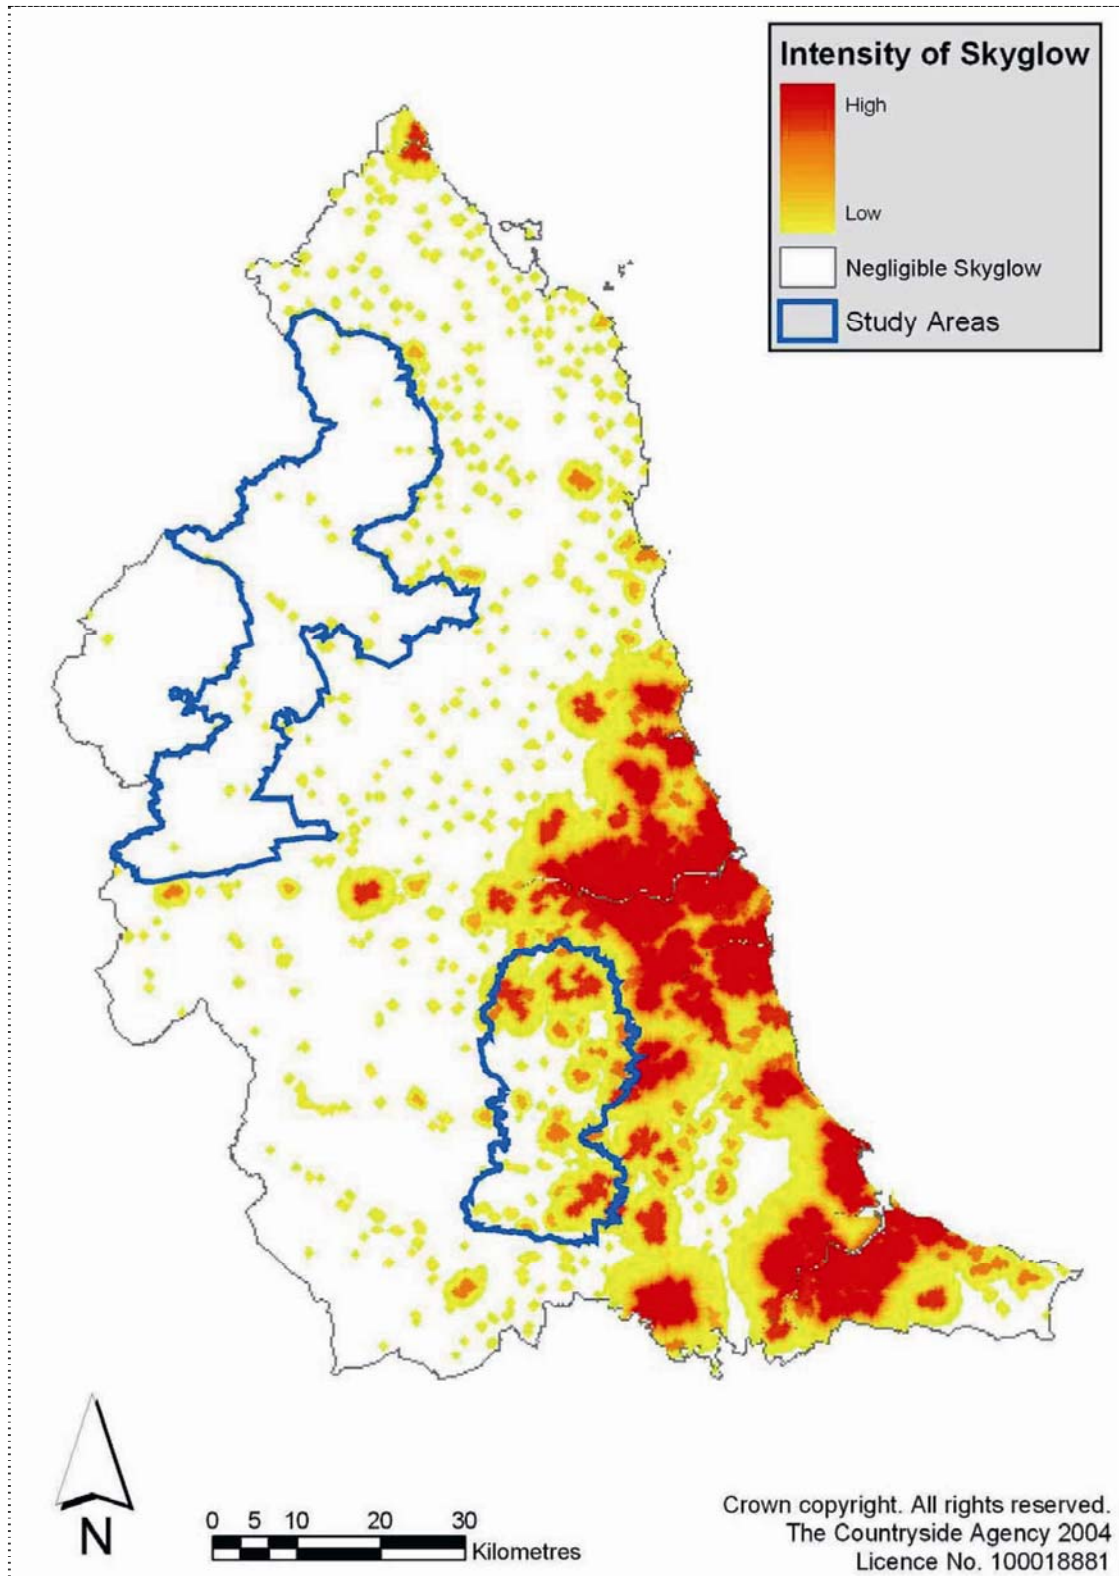 Intensity of Skyglow
High
Low
Negligible Skyglow
Study Areas
N
0 5 10 20 30
Kilometres
Crown copyright. All rights reserved.
The Countryside Agency 2004
Licence No. 100018881